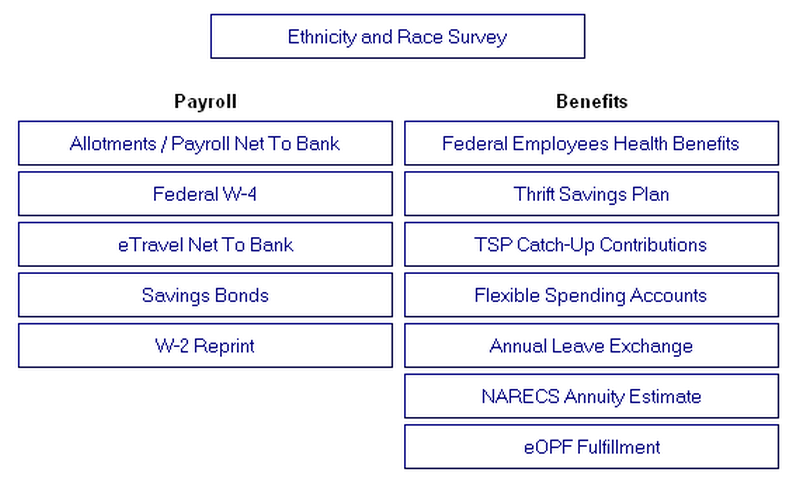 Ethnicity and Race Survey
Payroll
Allotments / Payroll Net To Bank
Federal W-4
eTravel Net To Bank
Savings Bonds
W-2 Reprint
Benefits
Federal Employees Health Benefits
Thrift Savings Plan
TSP Catch-Up Contributions
Flexible Spending Accounts
Annual Leave Exchange
NARECS Annuity Estimate
eOPF Fulfillment